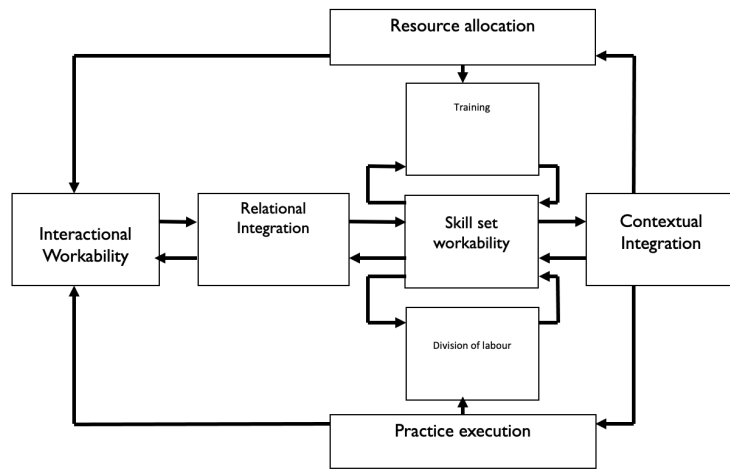 Resource allocation
Training
Interactional
Workability
Relational
Integration
Skill set
workability
Contextual
Integration
Division of labour
Practice execution